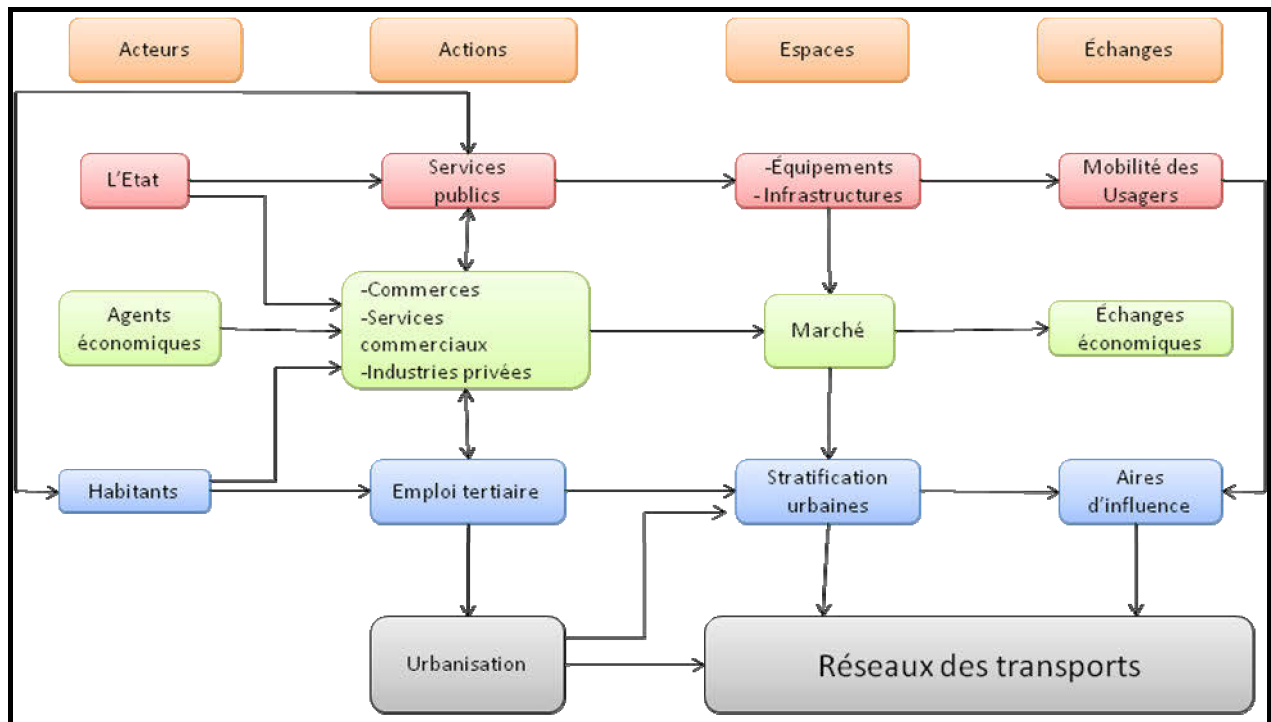 Acteurs
Actions
Espaces
Échanges
L'Etat
Services
publics
-Équipements
- Infrastructures
Mobilité des
Usagers
Agents
économiques
-Commerces
-Services
commerciaux
-Industries privées
Marché
Échanges
économiques
Habitants
Emploi tertiaire
Stratification
urbaines
Aires
d'influence
Urbanisation
Réseaux des transports